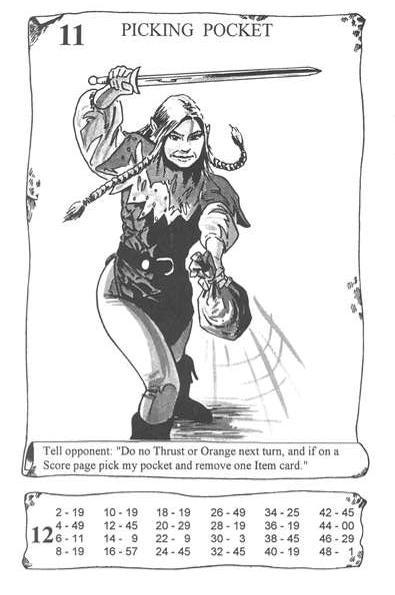 11 PICKING POCKET
Tell opponent: "Do no Thrust or Orange next turn, and if on a
Score page pick my pocket and remove one Item card."
12
2 - 19 10 - 19 18 - 19 26 - 49 34 - 25 42 - 45
4 - 49 12 - 45 20 - 29 28 - 19 36 - 19 44 - 00
6 - 11 14 - 9 22 - 9 30 - 3 38 - 45 46 - 29
8 - 19 16 - 57 24 - 45 32 - 45 40 - 19 48 - 1